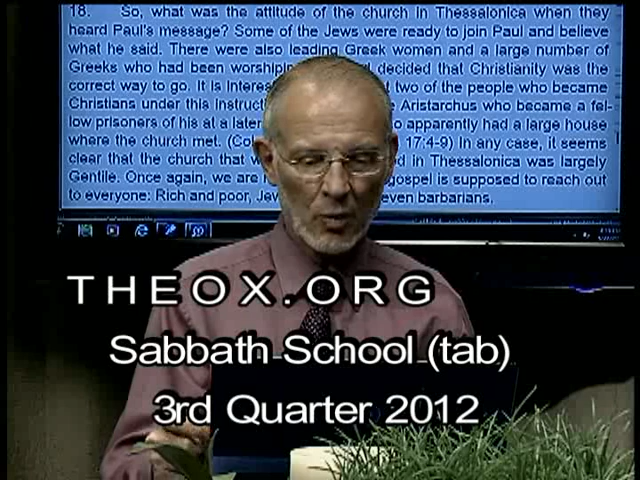 18. So, what was the attitude of the church in Thessalonica when they
heard Paul's message? Some of the Jews were ready to join Paul and believe
what he said. There were also leading Greek women and a large number of
Greeks who had been worshiping decided that Christianity was the
correct way to go. It is two of the people who became
Christians under this Aristarchus who became a fel-
low prisoners of his at a later apparently had a large house
where the church met. 17:4-9) In any case, it seems
clear that the church that in Thessalonica was largely
Gentile. Once again, we are gospel is supposed to reach out
to everyone: Rich and poor, even barbarians.
THEOX.ORG
Sabbath School (tab)
3rd Quarter 2012